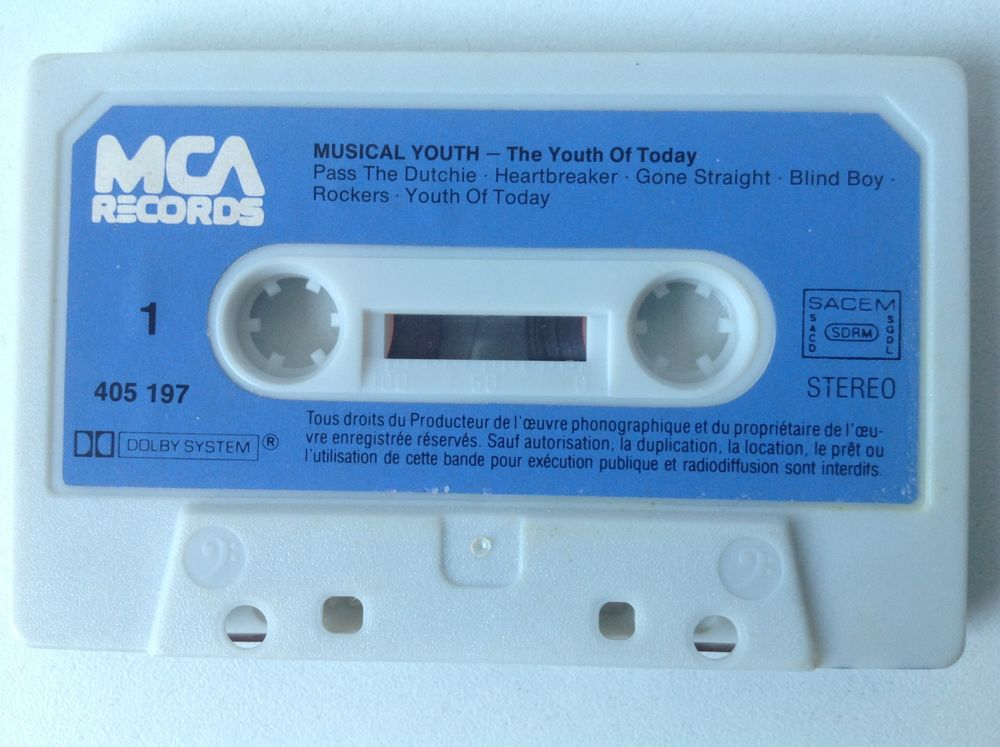 MCA
RECORDS
MUSICAL YOUTH – The Youth Of Today
Pass The Dutchie · Heartbreaker · Gone Straight · Blind Boy ·
Rockers · Youth Of Today
1
405 197
DOLBY SYSTEM ®
100 50 0
SACEM
SACD
SDRM
SGDL
STEREO
Tous droits du Producteur de l'œuvre phonographique et du propriétaire de l'œu-
vre enregistrée réservés. Sauf autorisation, la duplication, la location, le prêt ou
l'utilisation de cette bande pour exécution publique et radiodiffusion sont interdits.